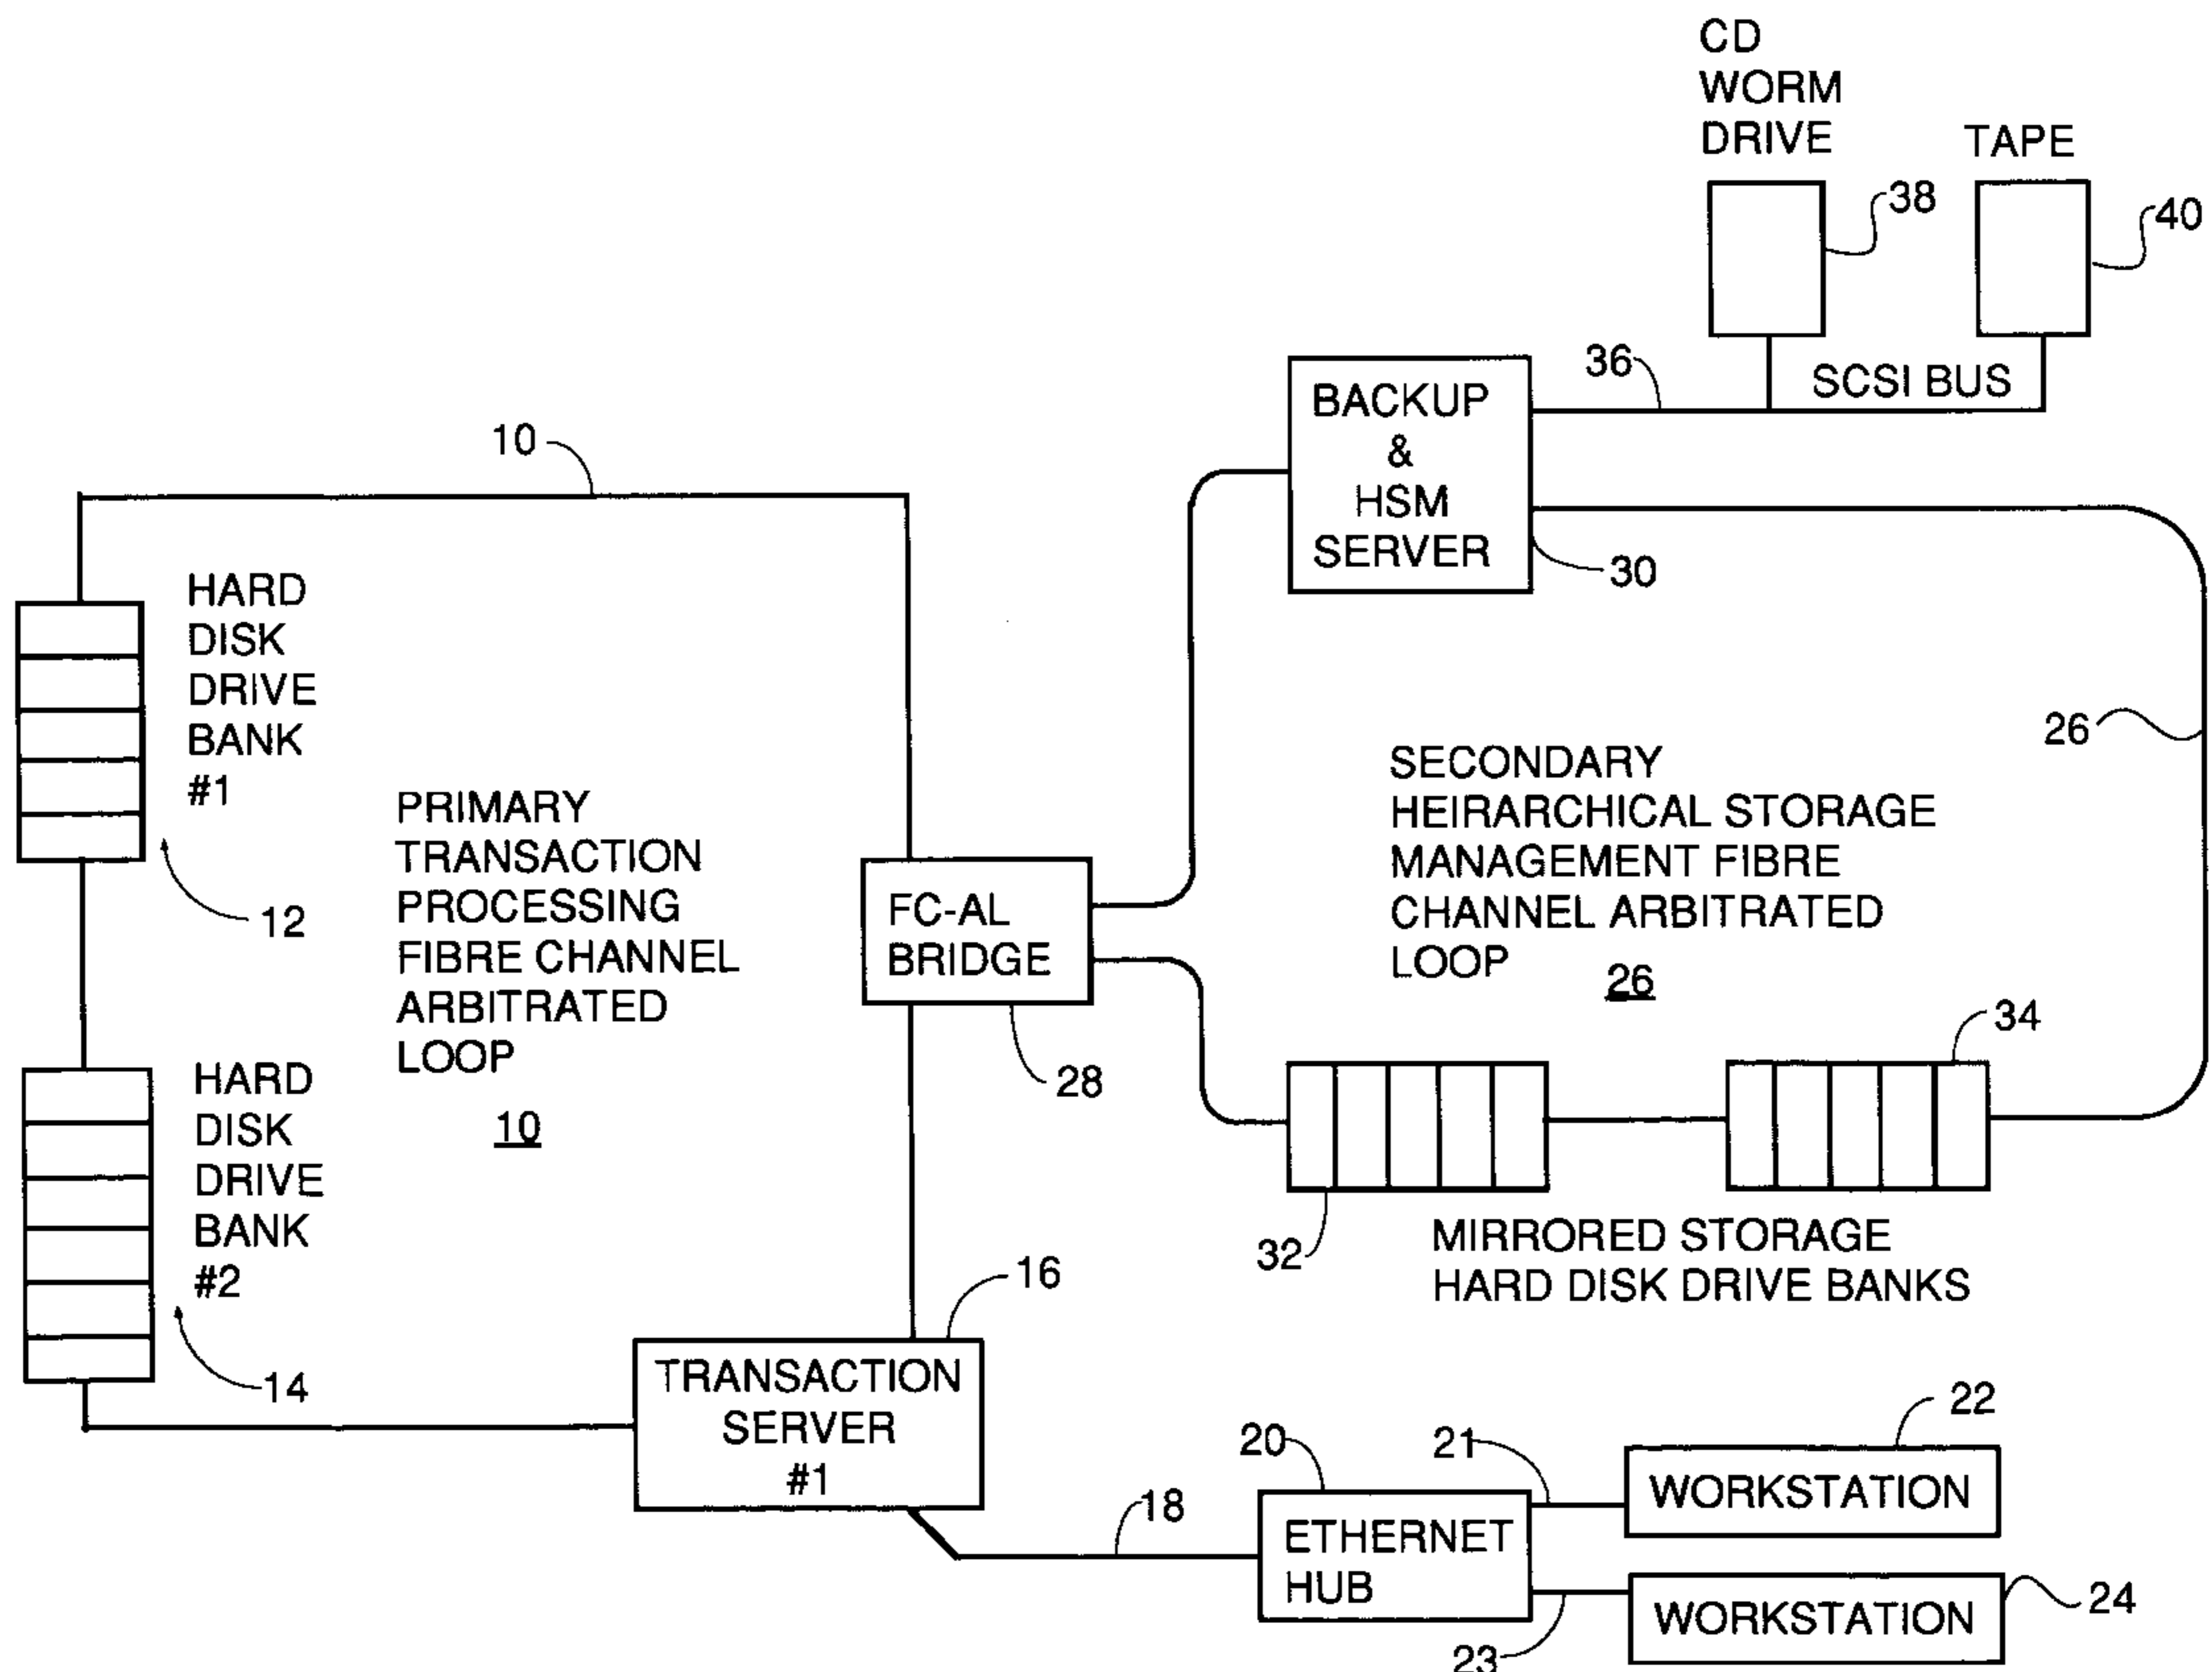 CD
WORM
DRIVE
TAPE
38
40
36
SCSI BUS
BACKUP
&
HSM
SERVER
30
10
HARD
DISK
DRIVE
BANK
#1
12
PRIMARY
TRANSACTION
PROCESSING
FIBRE CHANNEL
ARBITRATED
LOOP
10
FC-AL
BRIDGE
28
26
SECONDARY
HEIRARCHICAL STORAGE
MANAGEMENT FIBRE
CHANNEL ARBITRATED
LOOP
26
34
32
MIRRORED STORAGE
HARD DISK DRIVE BANKS
HARD
DISK
DRIVE
BANK
#2
14
16
TRANSACTION
SERVER
#1
18
20
ETHERNET
HUB
21
22
WORKSTATION
23
24
WORKSTATION